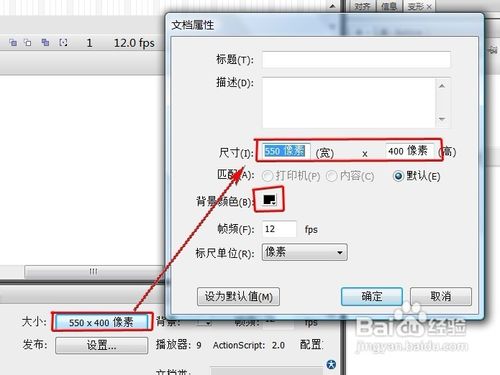 对齐 信息 变形
1 12.0 fps
文档属性
标题(T):
描述(D):
尺寸(I): 550 像素 (宽) x 400 像素 (高)
匹配(A): 打印机(P) 内容(C) 默认(E)
背景颜色(B):
帧频(F): 12 fps
标尺单位(R): 像素
设为默认值(M) 确定 取消
大小: 550 x 400 像素 背景: 帧频: 12 fps
发布: 设置... 播放器: 9 ActionScript: 2.0 配置
文档类:
Baidu 经验
jingyan.baidu.com